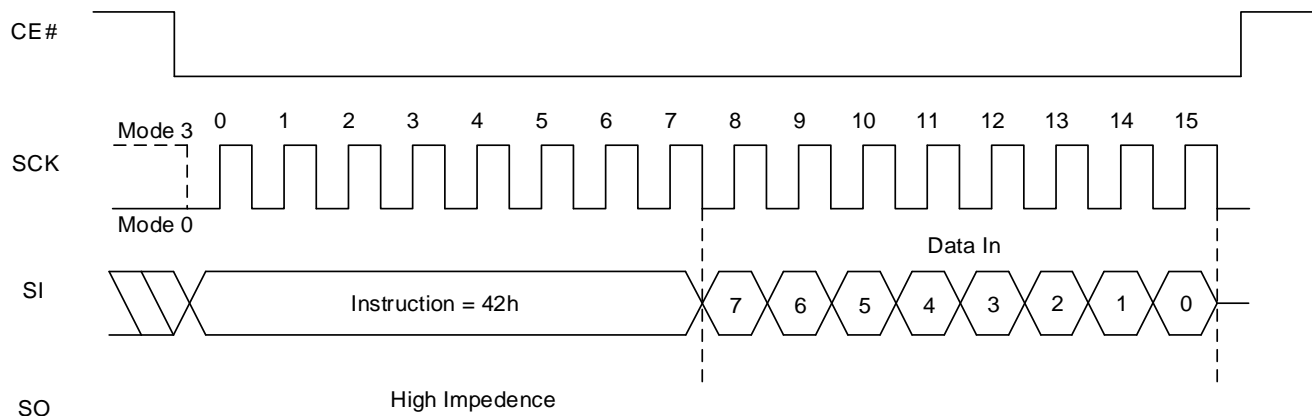 CE#
Mode 3
0 1 2 3 4 5 6 7 8 9 10 11 12 13 14 15
SCK
Mode 0
Data In
SI
Instruction = 42h
7 6 5 4 3 2 1 0
SO
High Impedence